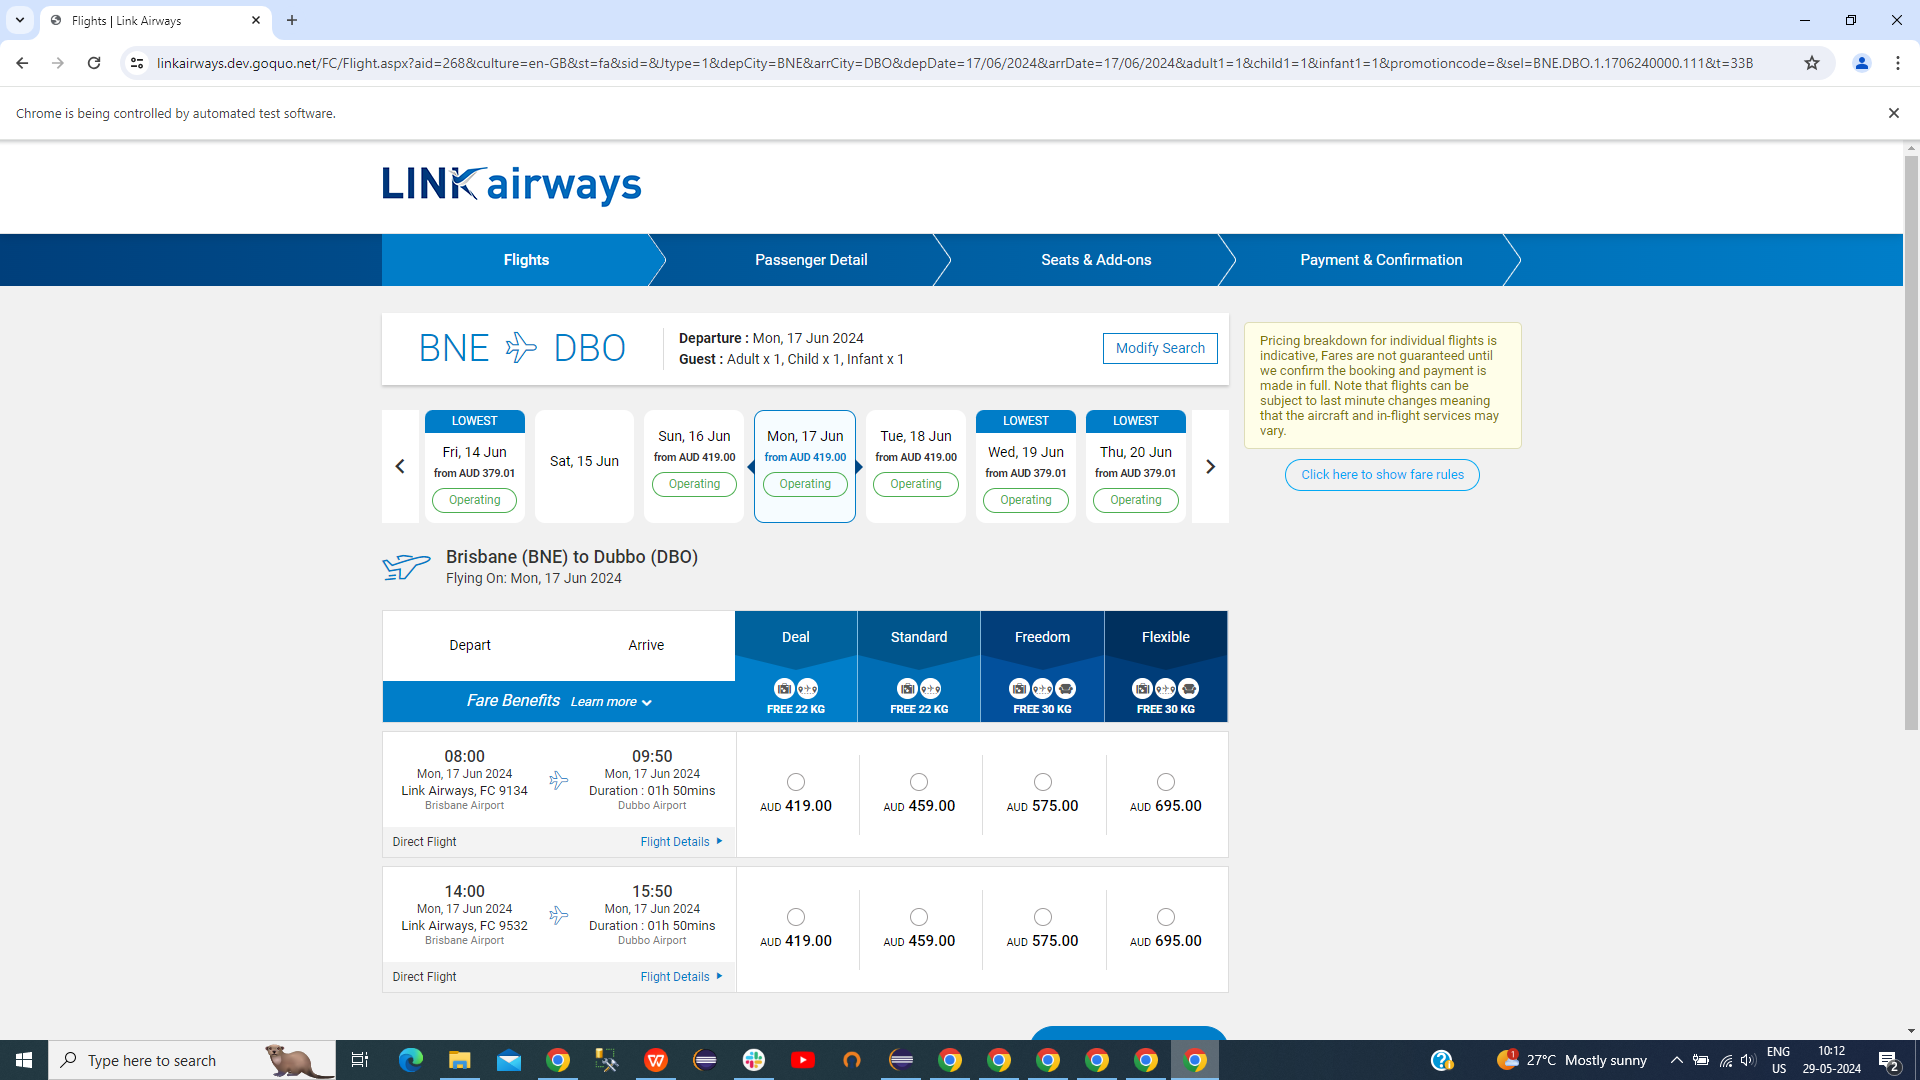 Flights | Link Airways
linkairways.dev.goquo.net/FC/Flight.aspx?aid=268&culture=en-GB&st=fa&sid=&Jtype=1&depCity=BNE&arrCity=DBO&depDate=17/06/2024&arrDate=17/06/2024&adult1=1&child1=1&infant1=1&promotioncode=&sel=BNE.DBO.1.1706240000.111&t=33B
Chrome is being controlled by automated test software.
LINK airways
Flights Passenger Detail Seats & Add-ons Payment & Confirmation
BNE DBO
Departure : Mon, 17 Jun 2024
Guest : Adult x 1, Child x 1, Infant x 1
Modify Search
Pricing breakdown for individual flights is
indicative, Fares are not guaranteed until
we confirm the booking and payment is
made in full. Note that flights can be
subject to last minute changes meaning
that the aircraft and in-flight services may
vary.
Click here to show fare rules
LOWEST
Fri, 14 Jun
from AUD 379.01
Operating
Sat, 15 Jun
Sun, 16 Jun
from AUD 419.00
Operating
Mon, 17 Jun
from AUD 419.00
Operating
Tue, 18 Jun
from AUD 419.00
Operating
LOWEST
Wed, 19 Jun
from AUD 379.01
Operating
LOWEST
Thu, 20 Jun
from AUD 379.01
Operating
Brisbane (BNE) to Dubbo (DBO)
Flying On: Mon, 17 Jun 2024
Depart Arrive Deal Standard Freedom Flexible
Fare Benefits Learn more
FREE 22 KG FREE 22 KG FREE 30 KG FREE 30 KG
08:00 09:50
Mon, 17 Jun 2024 Mon, 17 Jun 2024
Link Airways, FC 9134 Duration : 01h 50mins
Brisbane Airport Dubbo Airport
AUD 419.00 AUD 459.00 AUD 575.00 AUD 695.00
Direct Flight Flight Details
14:00 15:50
Mon, 17 Jun 2024 Mon, 17 Jun 2024
Link Airways, FC 9532 Duration : 01h 50mins
Brisbane Airport Dubbo Airport
AUD 419.00 AUD 459.00 AUD 575.00 AUD 695.00
Direct Flight Flight Details
Type here to search
1
27°C Mostly sunny
ENG
US
10:12
29-05-2024
2